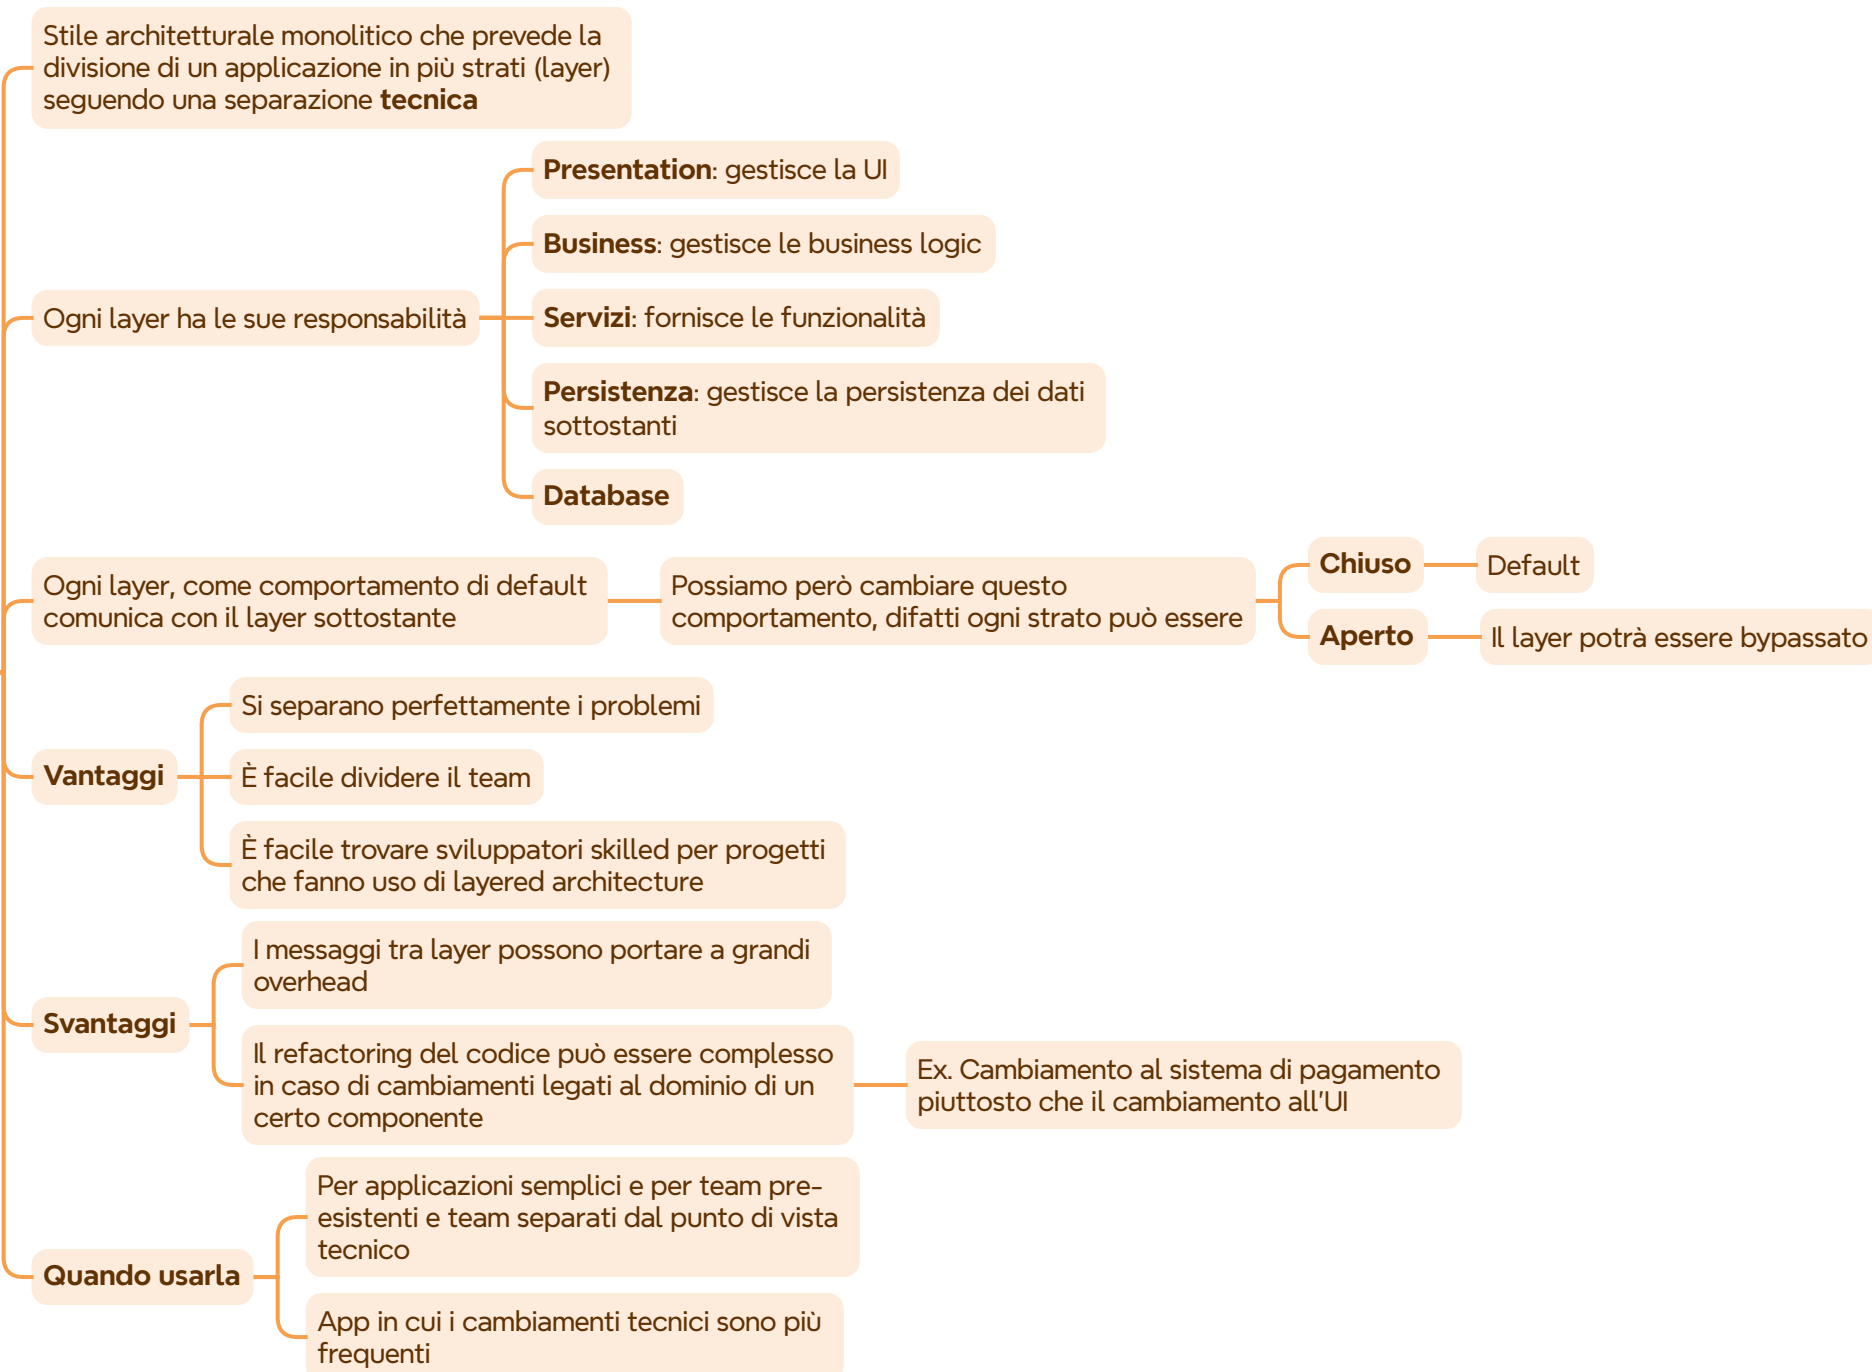 Stile architetturale monolitico che prevede la
divisione di un applicazione in più strati (layer)
seguendo una separazione tecnica
Ogni layer ha le sue responsabilità
Presentation: gestisce la UI
Business: gestisce le business logic
Servizi: fornisce le funzionalità
Persistenza: gestisce la persistenza dei dati
sottostanti
Database
Ogni layer, come comportamento di default
comunica con il layer sottostante
Possiamo però cambiare questo
comportamento, difatti ogni strato può essere
Chiuso
Default
Aperto
Il layer potrà essere bypassato
Vantaggi
Si separano perfettamente i problemi
È facile dividere il team
È facile trovare sviluppatori skilled per progetti
che fanno uso di layered architecture
Svantaggi
I messaggi tra layer possono portare a grandi
overhead
Il refactoring del codice può essere complesso
in caso di cambiamenti legati al dominio di un
certo componente
Ex. Cambiamento al sistema di pagamento
piuttosto che il cambiamento all'UI
Quando usarla
Per applicazioni semplici e per team pre-
esistenti e team separati dal punto di vista
tecnico
App in cui i cambiamenti tecnici sono più
frequenti